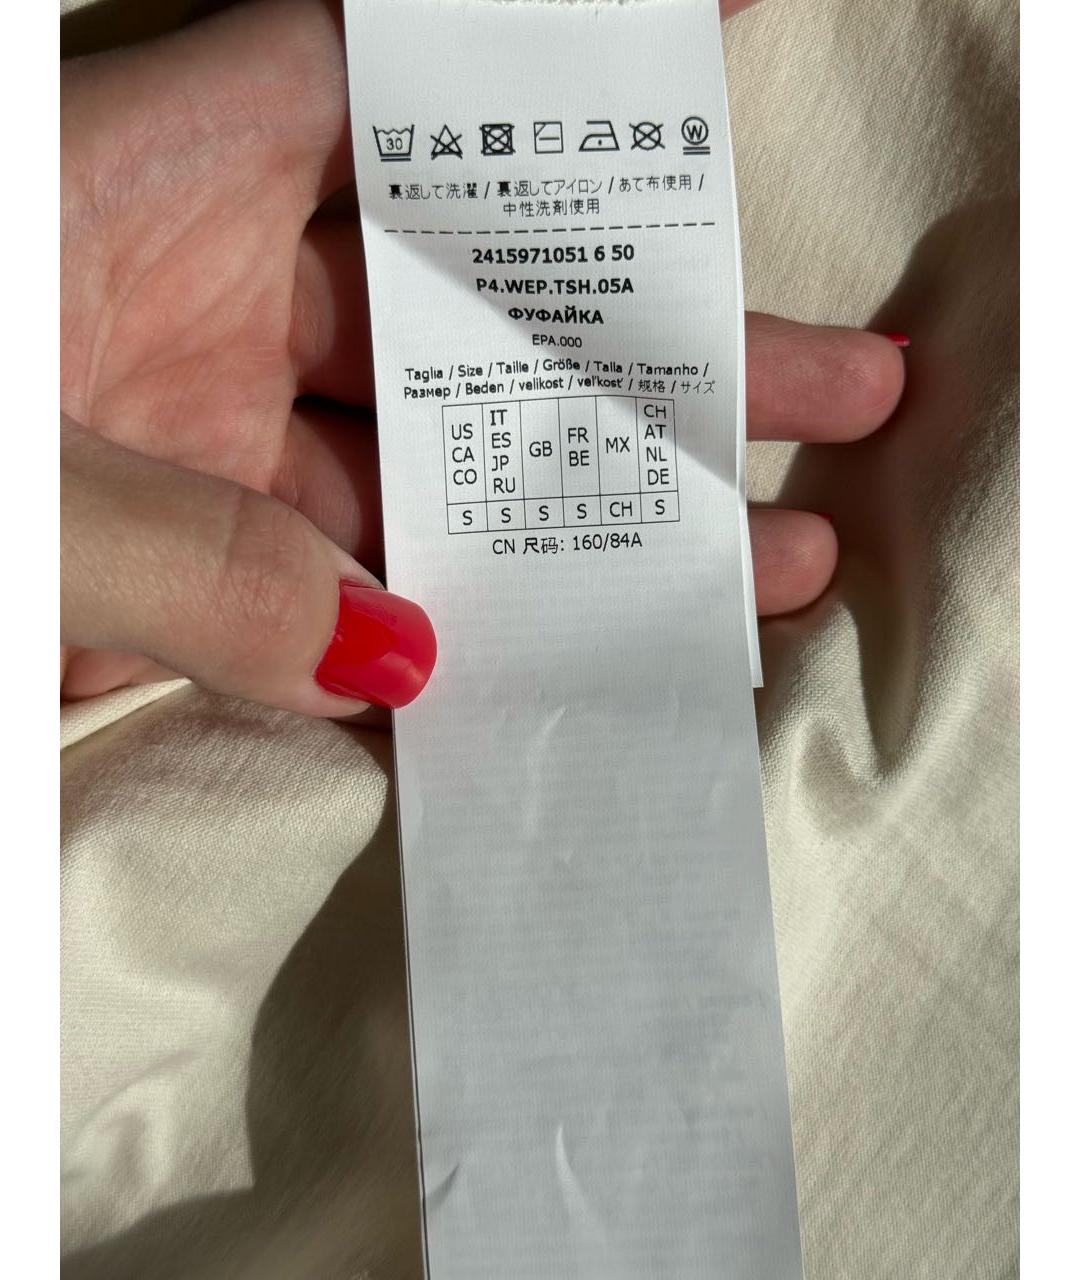 30 W
裏返して洗濯 / 裏返してアイロン / あて布使用 /
中性洗剤使用
2415971051 6 50
P4.WEP.TSH.05A
ФУФАЙКА
EPA.000
Taglia / Size / Taille / Größe / Talla / Tamanho /
Размер / Beden / velikost / veľkosť / 規格 / サイズ
US CA CO IT ES JP RU GB FR BE MX CH AT NL DE
S S S S CH S
CN 尺码: 160/84A